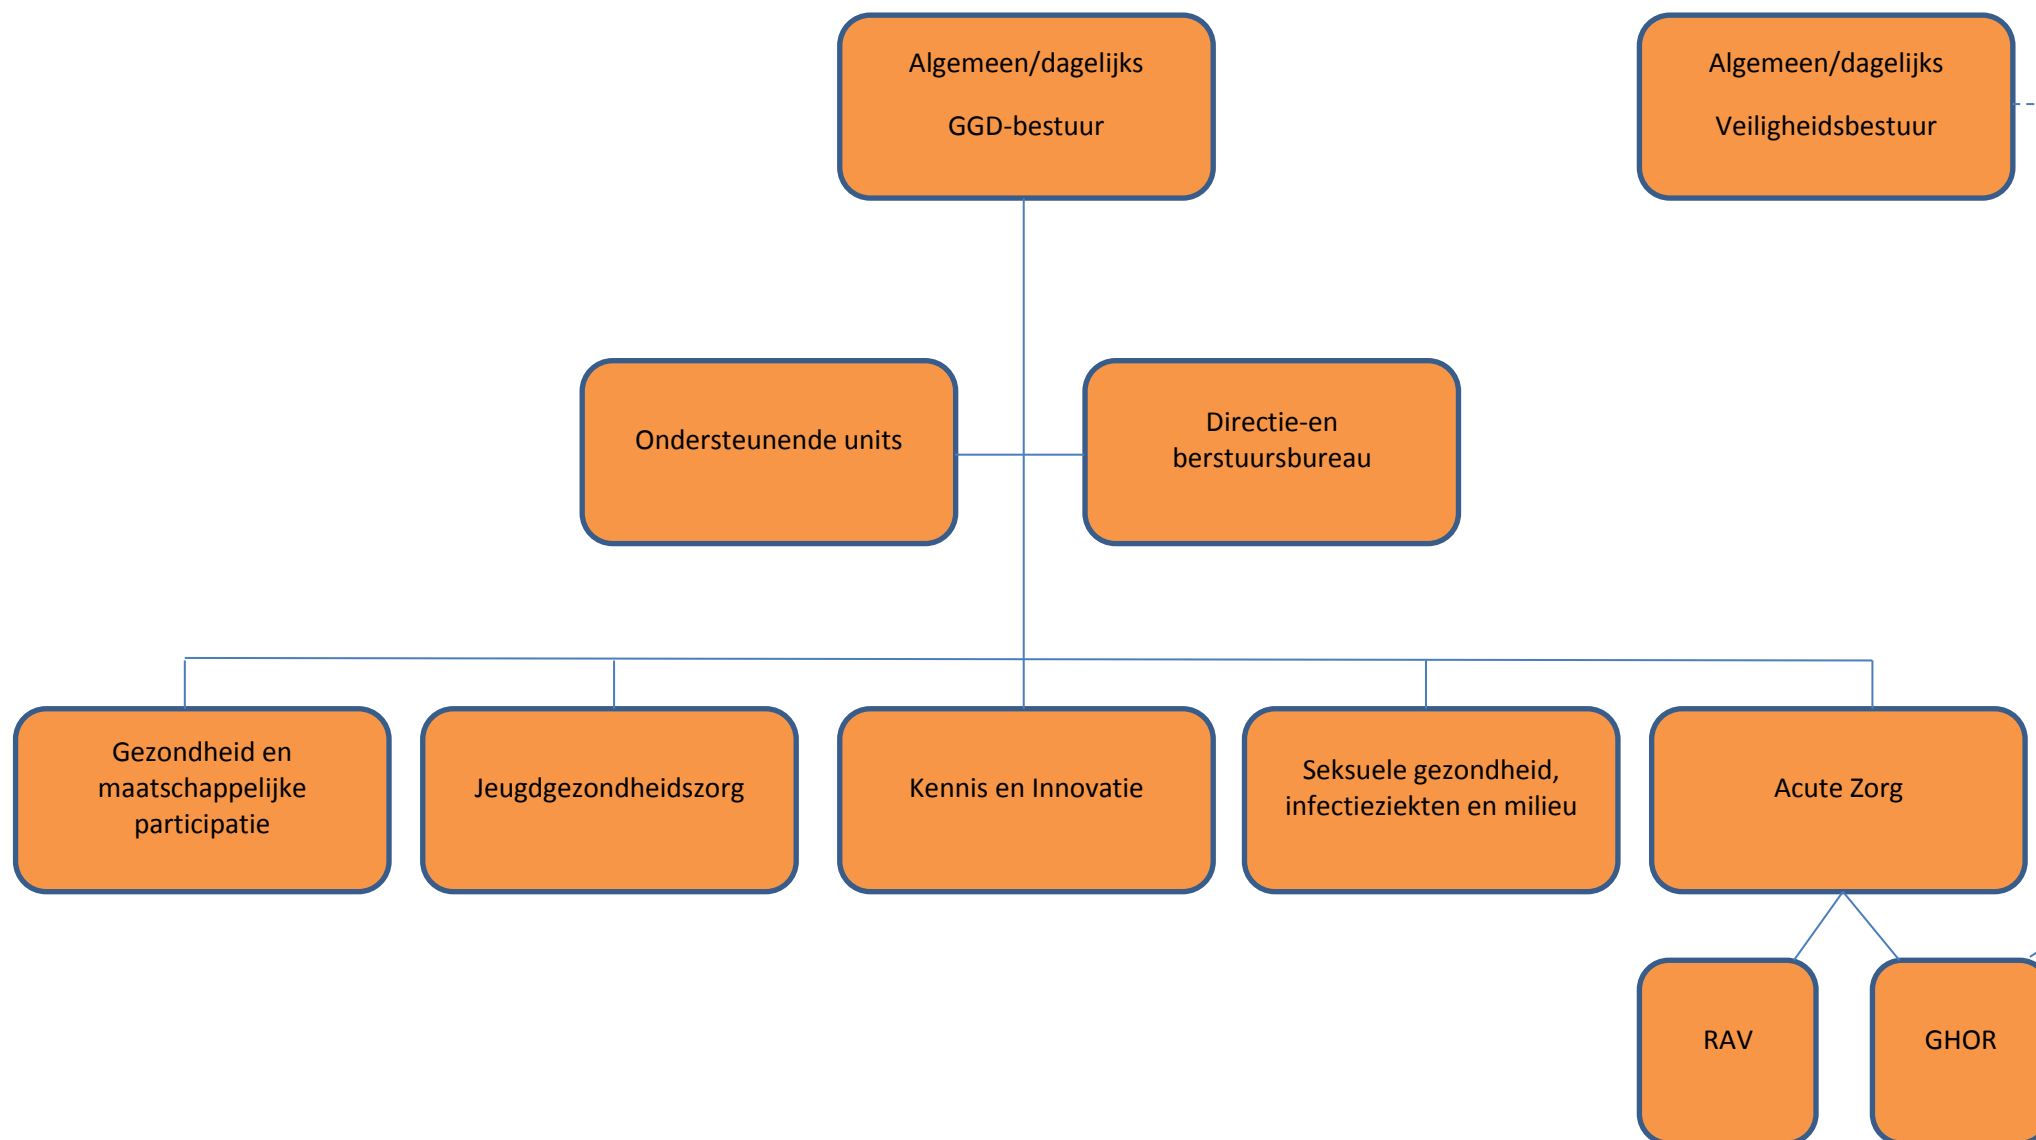 Algemeen/dagelijks
GGD-bestuur
Algemeen/dagelijks
Veiligheidsbestuur
Ondersteunende units
Directie-en
berstuursbureau
Gezondheid en
maatschappelijke
participatie
Jeugdgezondheidszorg
Kennis en Innovatie
Seksuele gezondheid,
infectieziekten en milieu
Acute Zorg
RAV
GHOR